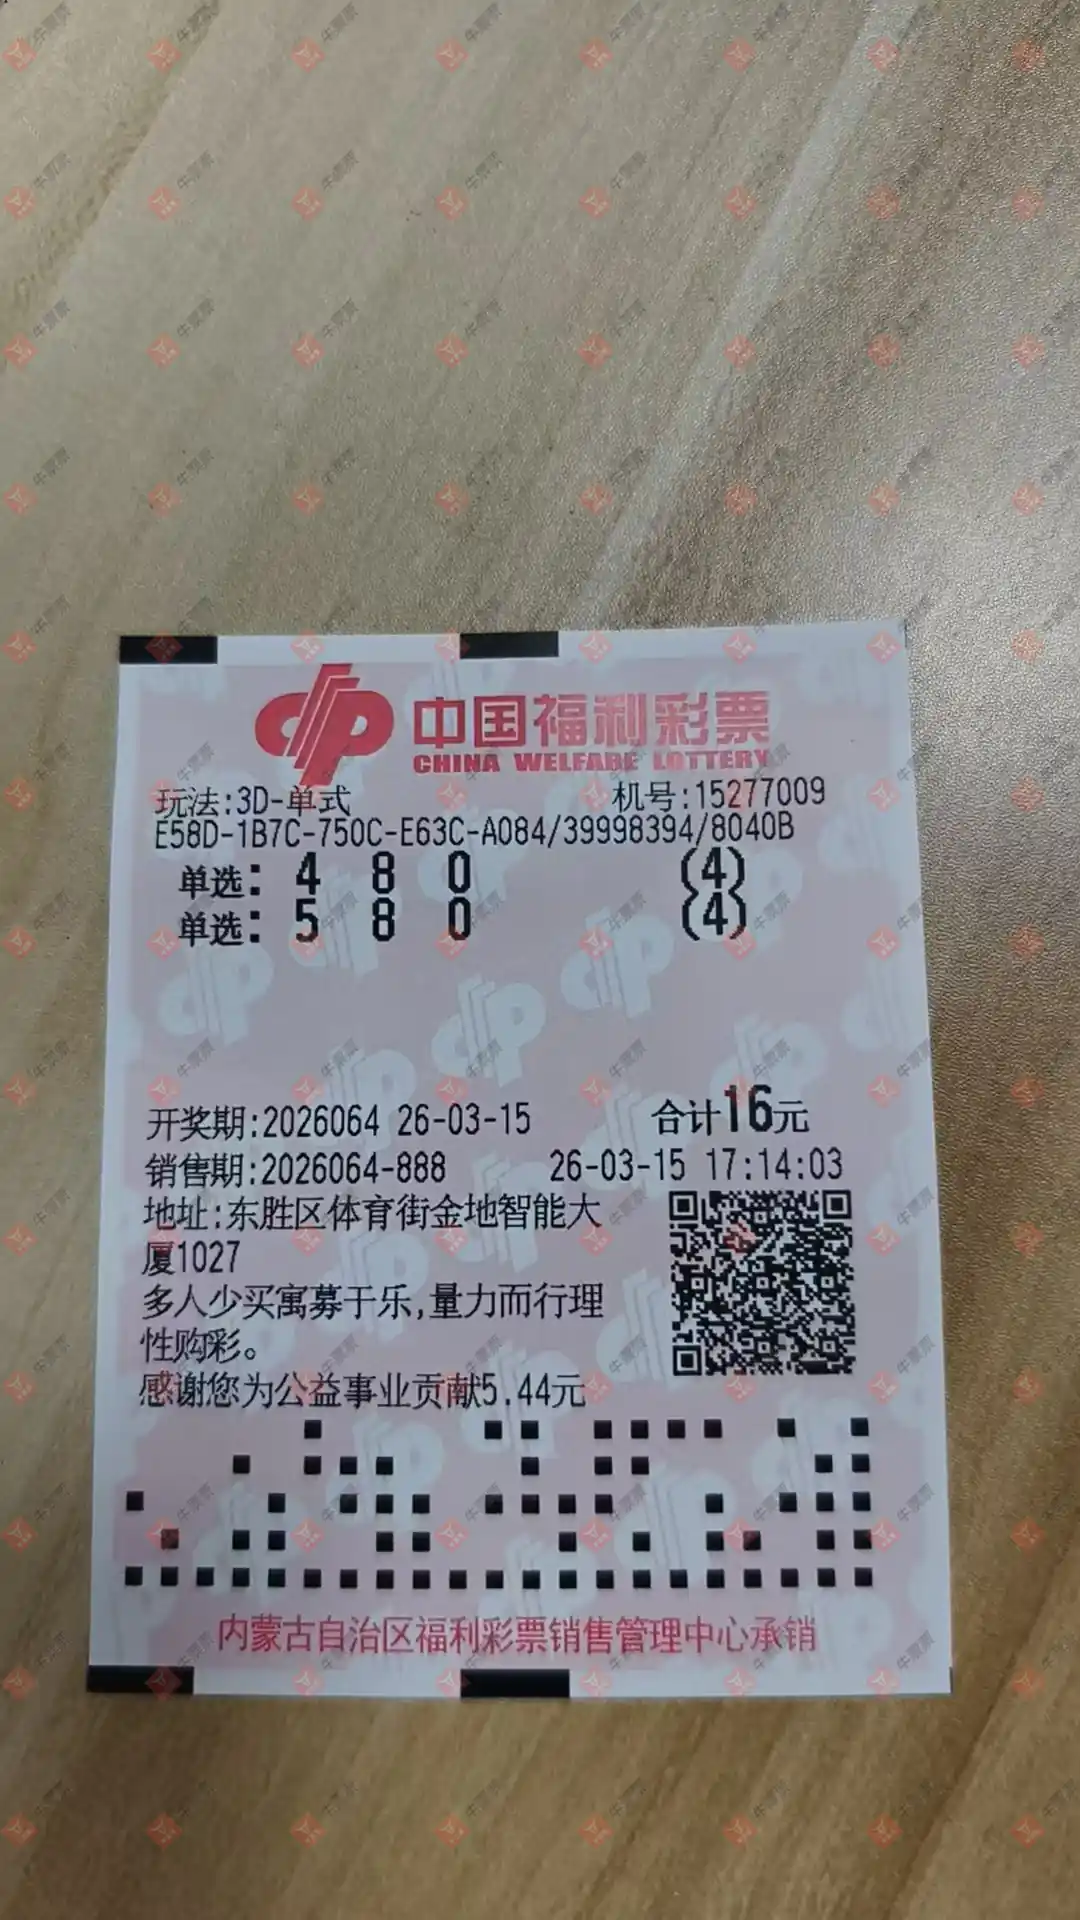 中国福利彩票
CHINA WELFARE LOTTERY
玩法:3D-单式 机号:15277009
E58D-1B7C-750C-E63C-A084/39998394/8040B
单选: 4 8 0 (4)
单选: 5 8 0 (4)
开奖期:2026064 26-03-15 合计16元
销售期:2026064-888 26-03-15 17:14:03
地址:东胜区体育街金地智能大
厦1027
多人少买寓募于乐,量力而行理
性购彩。
感谢您为公益事业贡献5.44元
内蒙古自治区福利彩票销售管理中心承销
牛票票